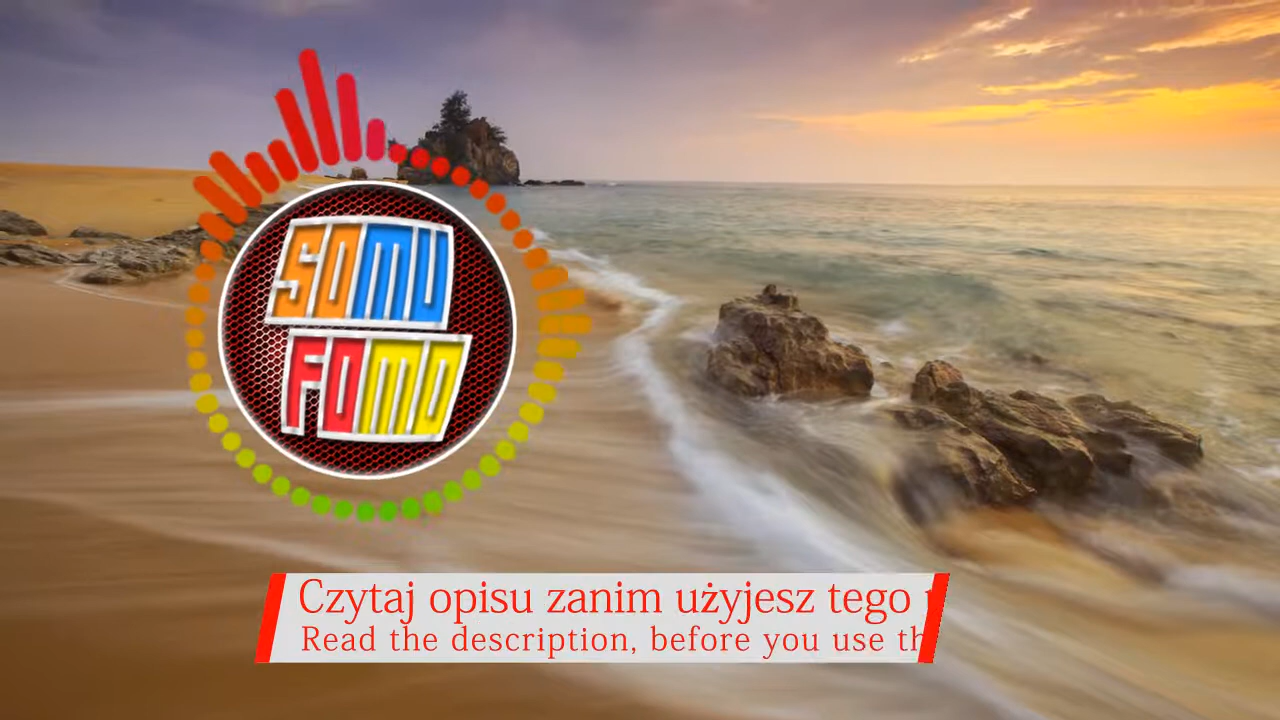 SOMU
FOMO
Czytaj opisu zanim użyjesz tego
Read the description, before you use